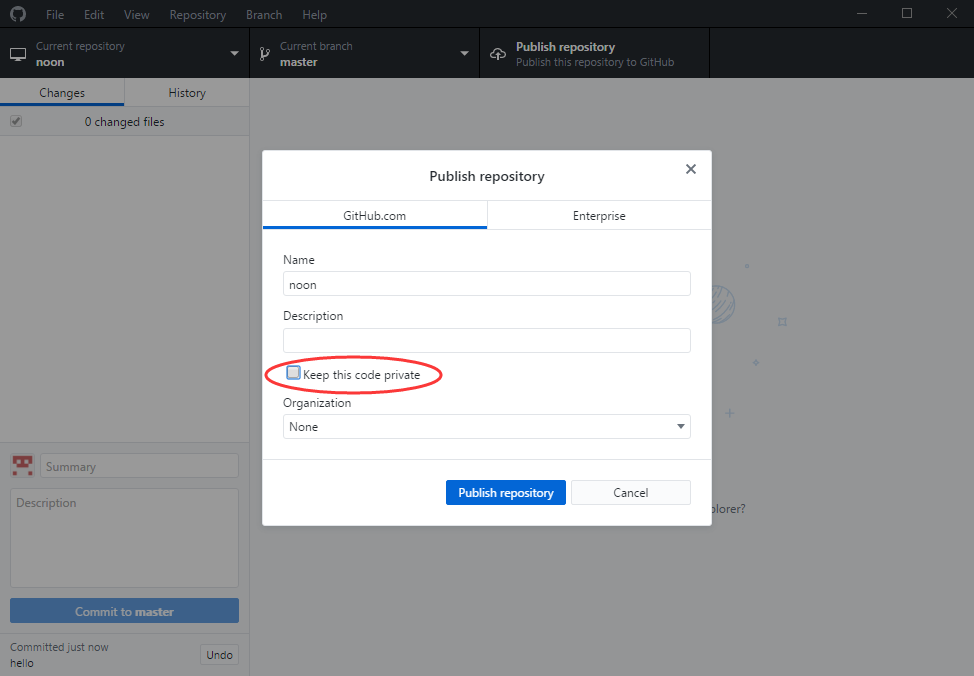 File Edit View Repository Branch Help
Current repository
noon
Current branch
master
Publish repository
Publish this repository to GitHub
Changes History
0 changed files
Publish repository
GitHub.com Enterprise
Name
noon
Description
Keep this code private
Organization
None
Publish repository Cancel
plorer?
Summary
Description
Commit to master
Committed just now
hello
Undo